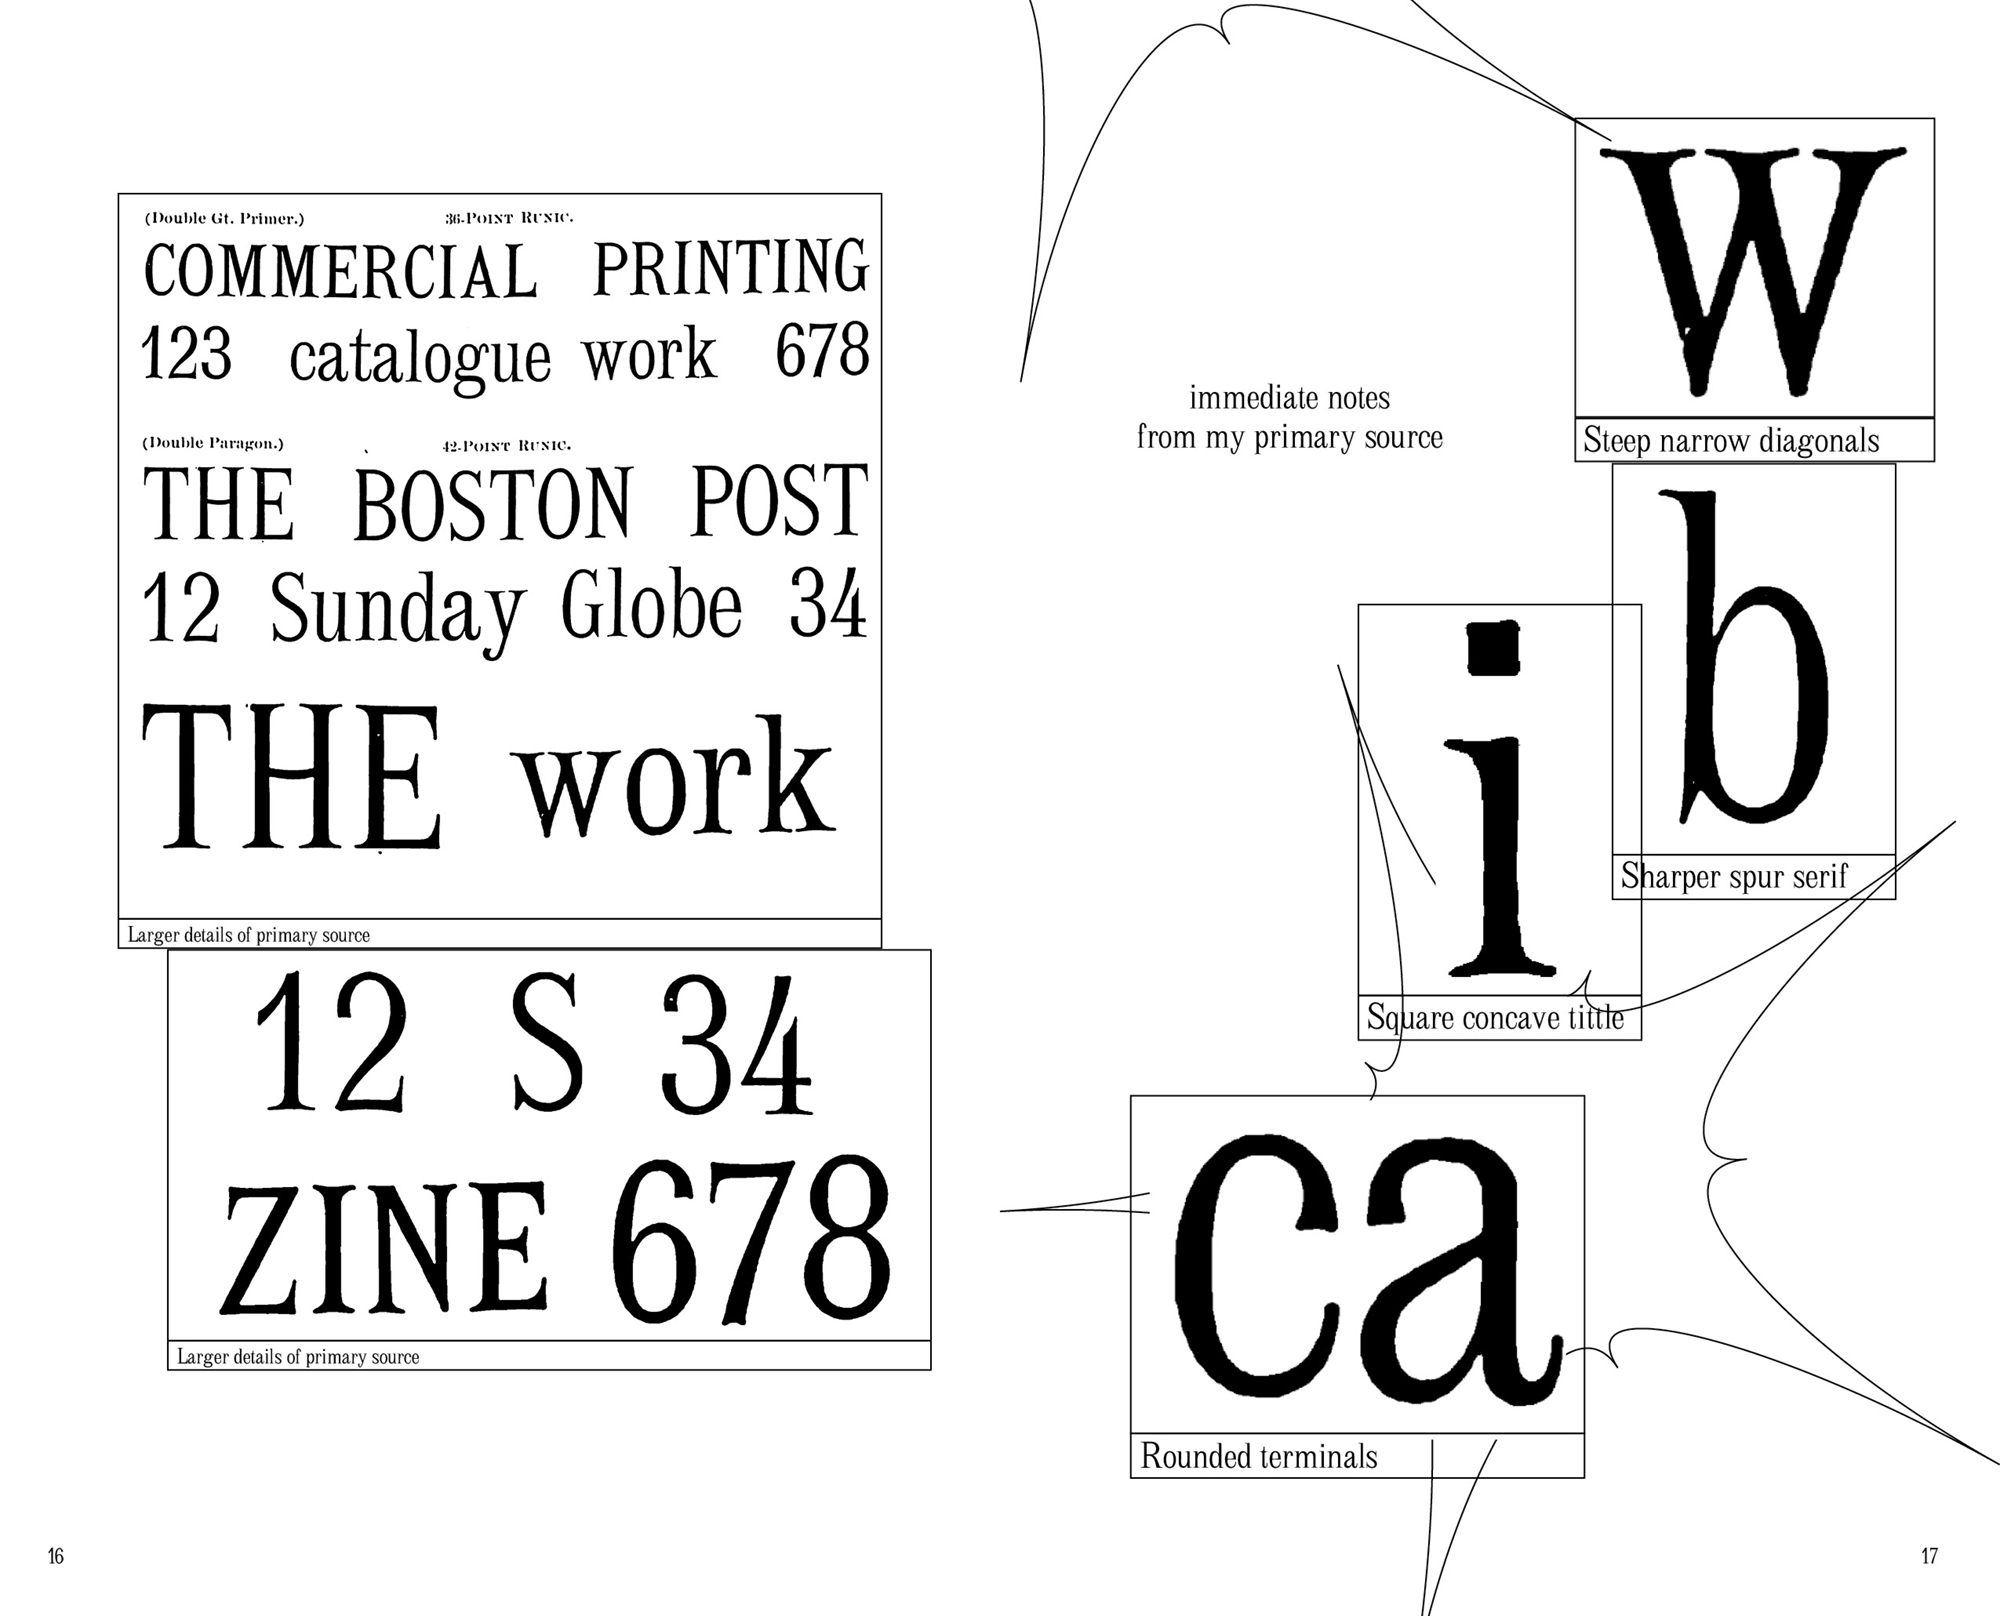 (Double Gt. Primer.) 36-Point Runic.
COMMERCIAL PRINTING
123 catalogue work 678
(Double Paragon.) 42-Point Runic.
THE BOSTON POST
12 Sunday Globe 34
THE work
Larger details of primary source
12 S 34
ZINE 678
Larger details of primary source
16
immediate notes
from my primary source
w
Steep narrow diagonals
b
Sharper spur serif
i
Square concave tittle
ca
Rounded terminals
17